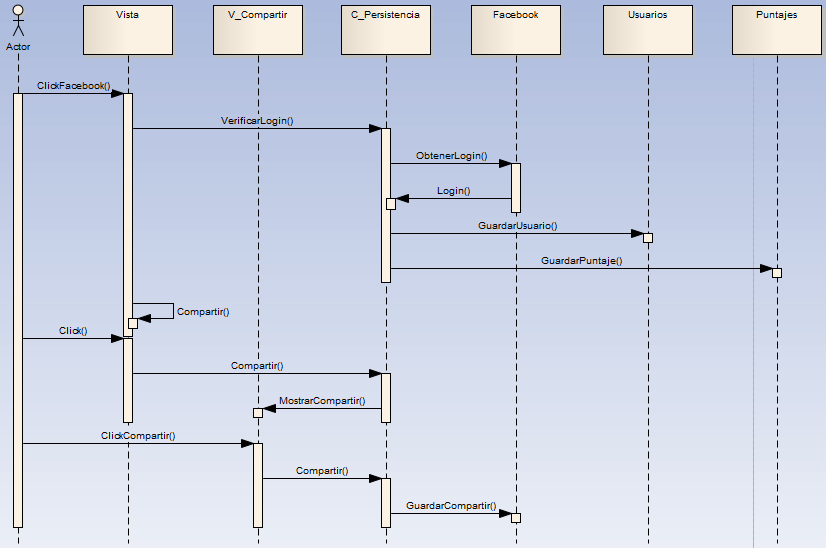 Vista
V_Compartir
C_Persistencia
Facebook
Usuarios
Puntajes
Actor
ClickFacebook()
VerificarLogin()
ObtenerLogin()
Login()
GuardarUsuario()
GuardarPuntaje()
Compartir()
Click()
Compartir()
MostrarCompartir()
ClickCompartir()
Compartir()
GuardarCompartir()